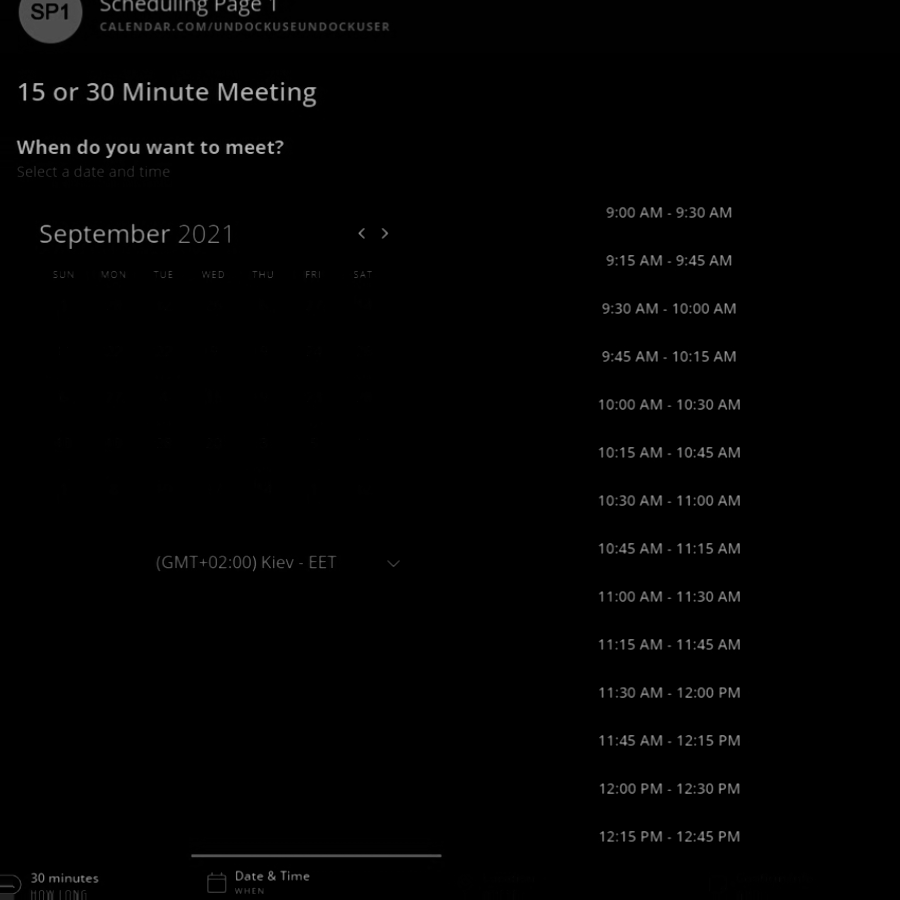 SP1
Scheduling Page 1
CALENDAR.COM/UNDOCKUSEUNDOCKUSER
15 or 30 Minute Meeting
When do you want to meet?
Select a date and time
September 2021
SUN MON TUE WED THU FRI SAT
(GMT+02:00) Kiev - EET
9:00 AM - 9:30 AM
9:15 AM - 9:45 AM
9:30 AM - 10:00 AM
9:45 AM - 10:15 AM
10:00 AM - 10:30 AM
10:15 AM - 10:45 AM
10:30 AM - 11:00 AM
10:45 AM - 11:15 AM
11:00 AM - 11:30 AM
11:15 AM - 11:45 AM
11:30 AM - 12:00 PM
11:45 AM - 12:15 PM
12:00 PM - 12:30 PM
12:15 PM - 12:45 PM
30 minutes
HOW LONG
Date & Time
WHEN